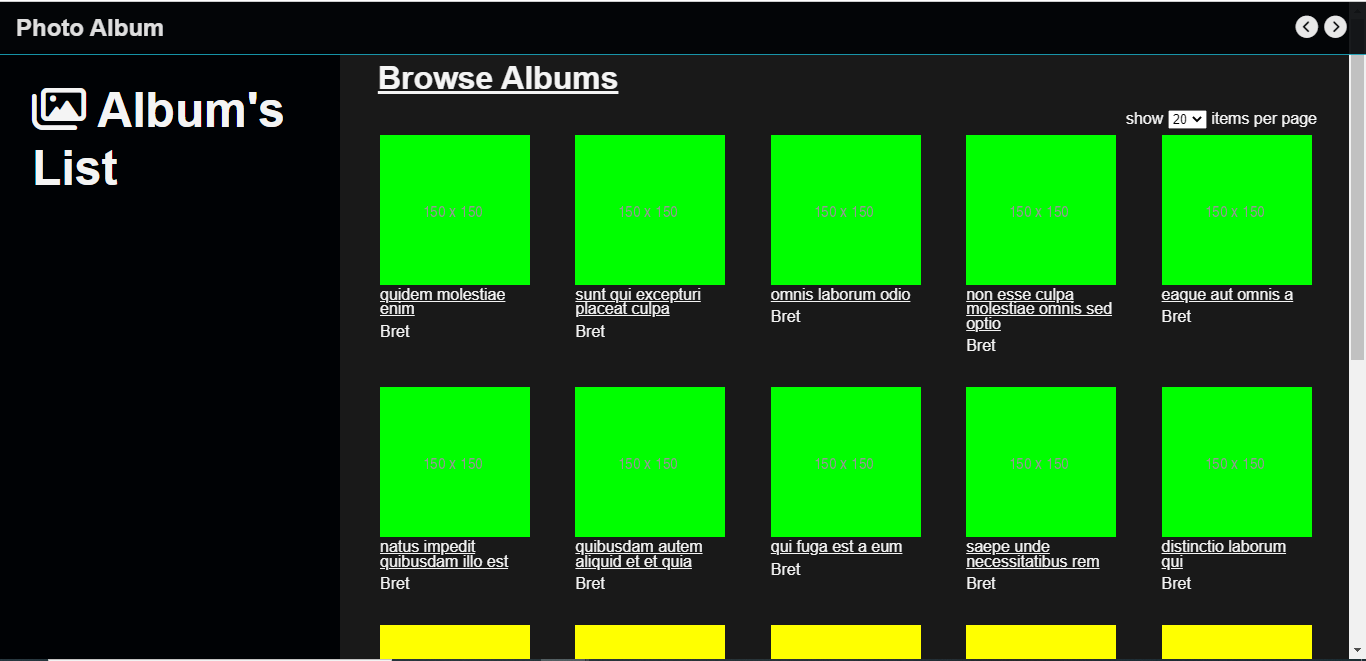 Photo Album
Album's
List
Browse Albums
show 20 items per page
150 x 150
150 x 150
150 x 150
150 x 150
150 x 150
quidem molestiae
enim
Bret
sunt qui excepturi
placeat culpa
Bret
omnis laborum odio
Bret
non esse culpa
molestiae omnis sed
optio
Bret
eaque aut omnis a
Bret
150 x 150
150 x 150
150 x 150
150 x 150
150 x 150
natus impedit
quibusdam illo est
Bret
quibusdam autem
aliquid et et quia
Bret
qui fuga est a eum
Bret
saepe unde
necessitatibus rem
Bret
distinctio laborum
qui
Bret